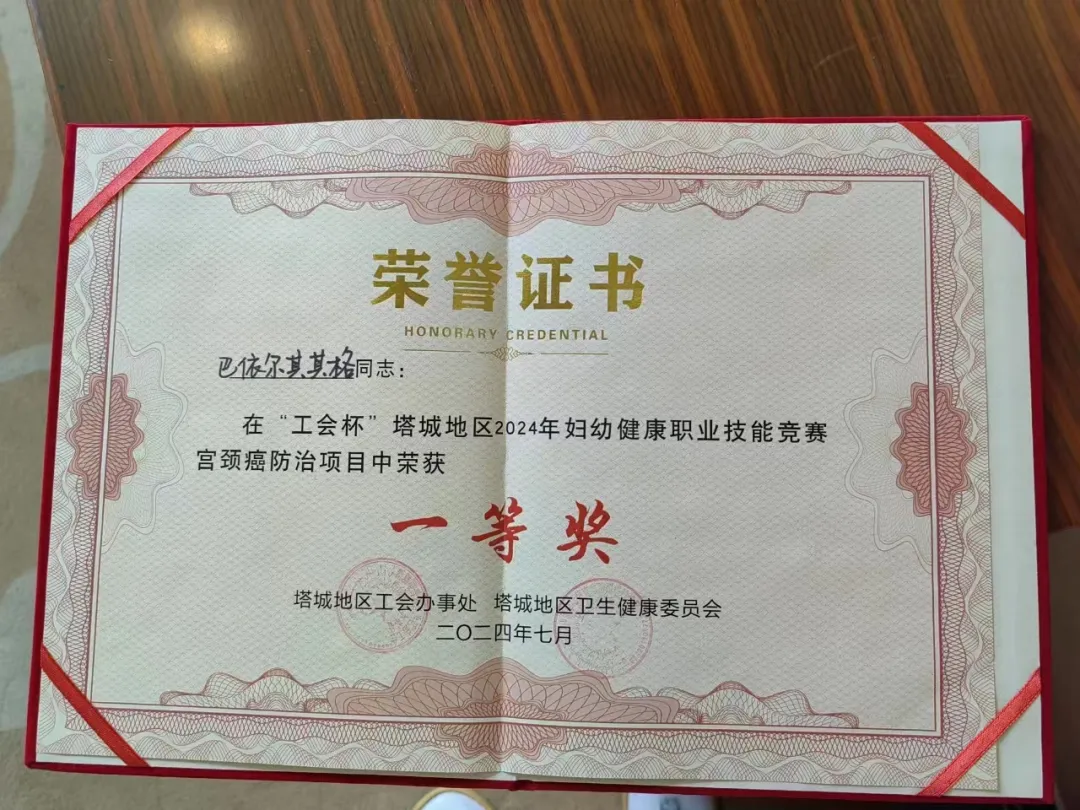 荣誉证书
HONORARY CREDENTIAL
巴依尔其其格同志：
在“工会杯”塔城地区2024年妇幼健康职业技能竞赛
宫颈癌防治项目中荣获
一等奖
塔城地区工会办事处 塔城地区卫生健康委员会
二〇二四年七月